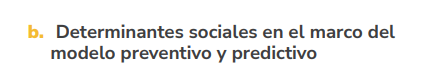 b. Determinantes sociales en el marco del
modelo preventivo y predictivo